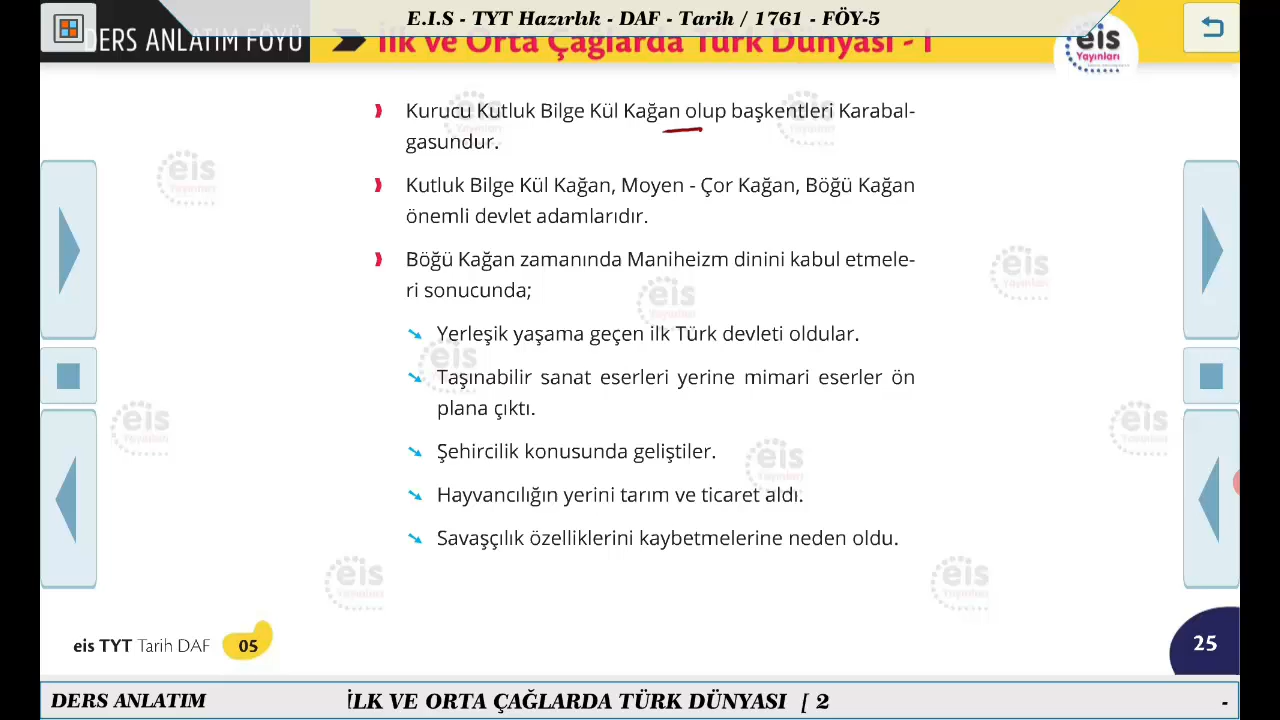 E.I.S - TYT Hazırlık - DAF - Tarih / 1761 - FÖY-5
DERS ANLATIM FÖYÜ
İlk ve Orta Çağlarda Türk Dünyası - I
eis
Yayınları
Kurucu Kutluk Bilge Kül Kağan olup başkentleri Karabal-
gasundur.
Kutluk Bilge Kül Kağan, Moyen - Çor Kağan, Böğü Kağan
önemli devlet adamlarıdır.
Böğü Kağan zamanında Maniheizm dinini kabul etmele-
ri sonucunda;
Yerleşik yaşama geçen ilk Türk devleti oldular.
Taşınabilir sanat eserleri yerine mimari eserler ön
plana çıktı.
Şehircilik konusunda geliştiler.
Hayvancılığın yerini tarım ve ticaret aldı.
Savaşçılık özelliklerini kaybetmelerine neden oldu.
eis TYT Tarih DAF 05
25
DERS ANLATIM İLK VE ORTA ÇAĞLARDA TÜRK DÜNYASI [ 2 -